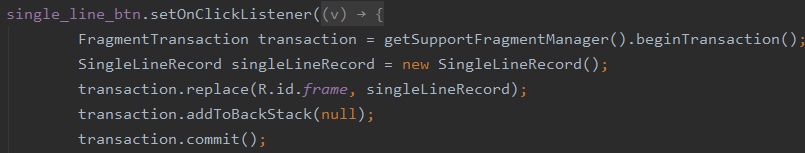 single_line_btn.setOnClickListener((v) → {
FragmentTransaction transaction = getSupportFragmentManager().beginTransaction();
SingleLineRecord singleLineRecord = new SingleLineRecord();
transaction.replace(R.id.frame, singleLineRecord);
transaction.addToBackStack(null);
transaction.commit();